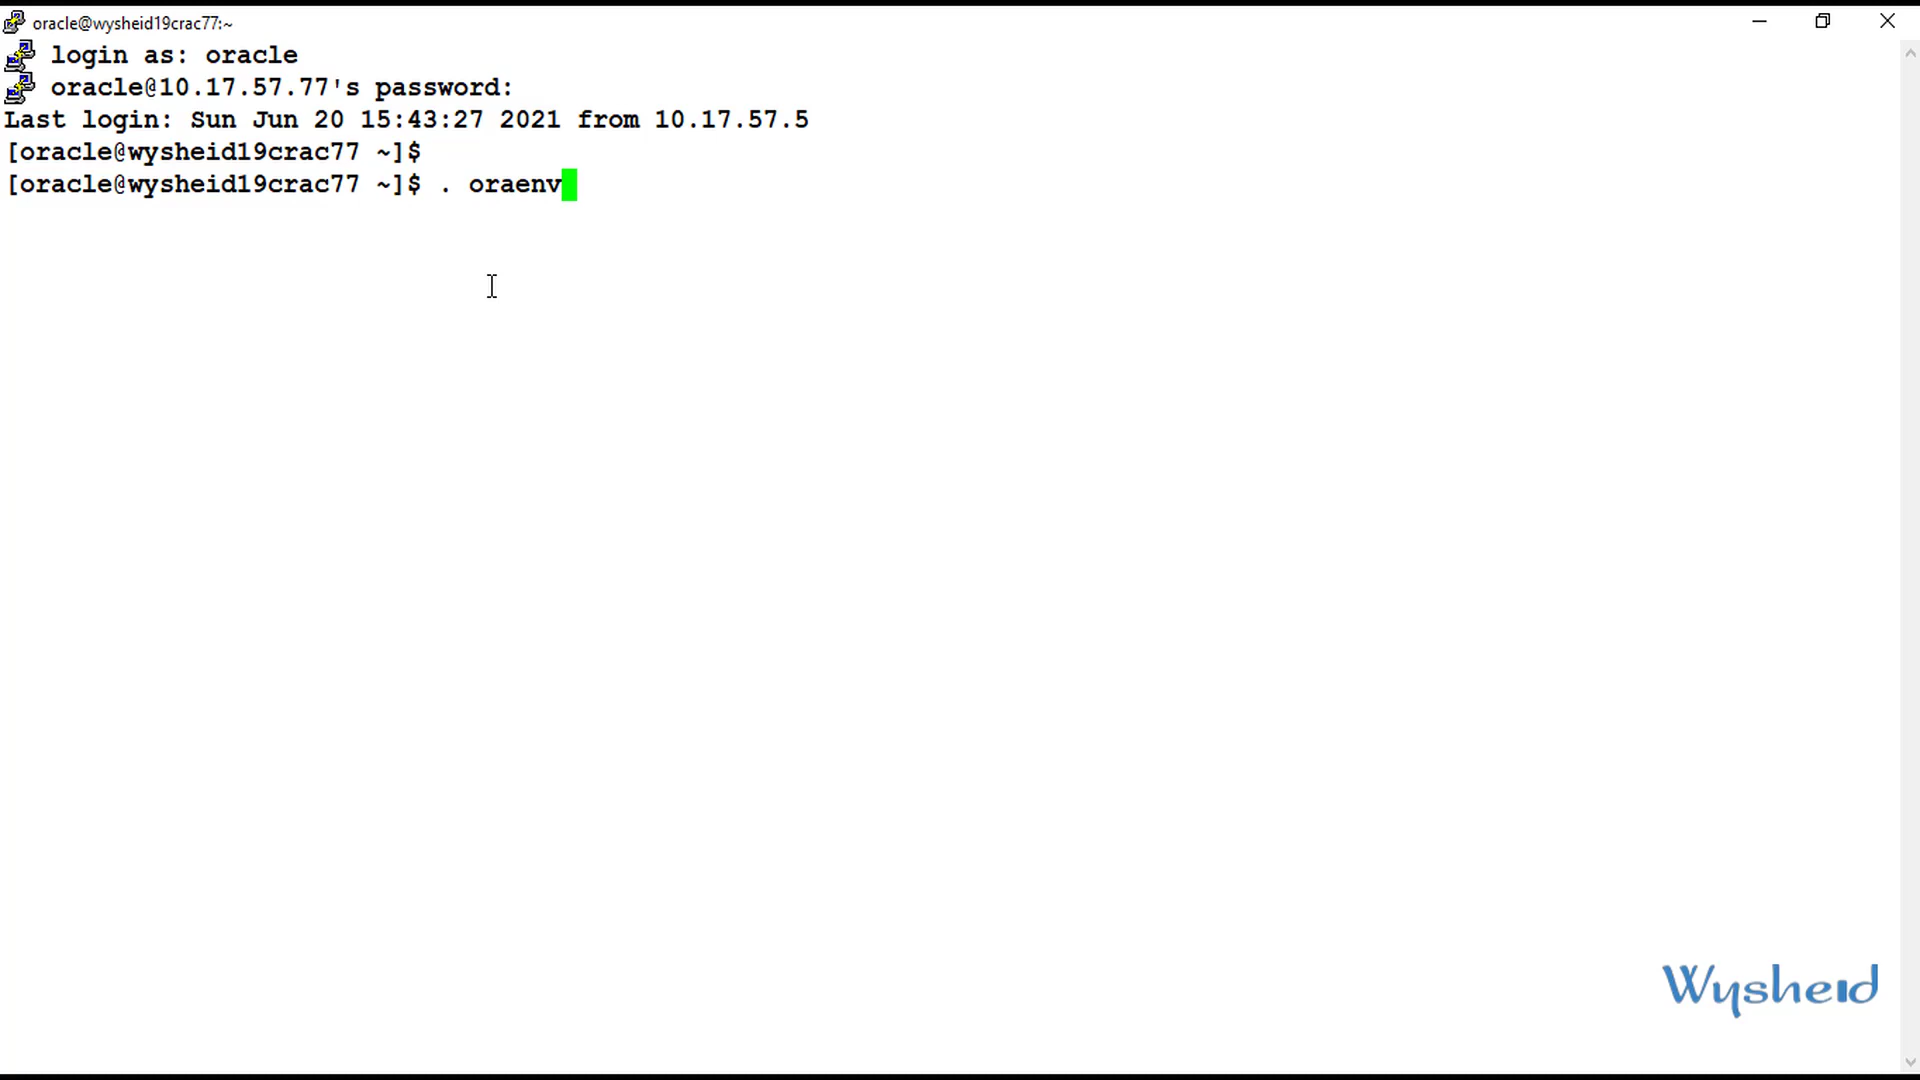 oracle@wysheid19crac77:~
login as: oracle
oracle@10.17.57.77's password:
Last login: Sun Jun 20 15:43:27 2021 from 10.17.57.5
[oracle@wysheid19crac77 ~]$
[oracle@wysheid19crac77 ~]$ . oraenv
Wysheid